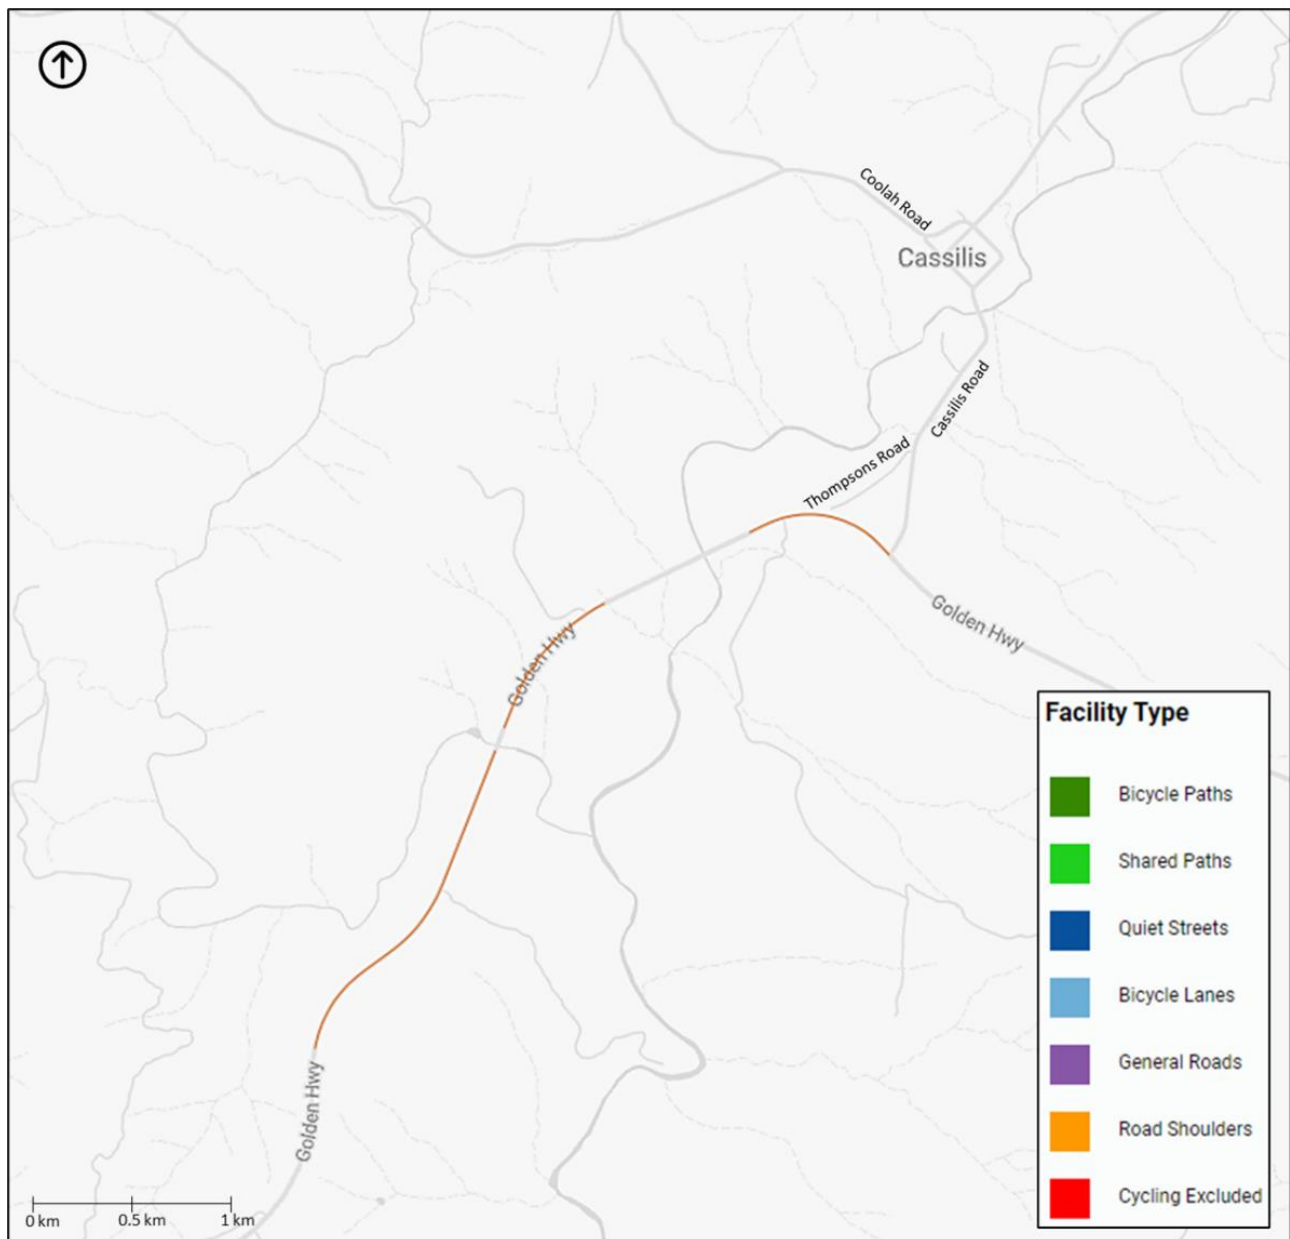 Coolah Road
Cassilis
Cassilis Road
Thompsons Road
Golden Hwy
Golden Hwy
Golden Hwy
Facility Type
Bicycle Paths
Shared Paths
Quiet Streets
Bicycle Lanes
General Roads
Road Shoulders
Cycling Excluded
0 km
0.5 km
1 km